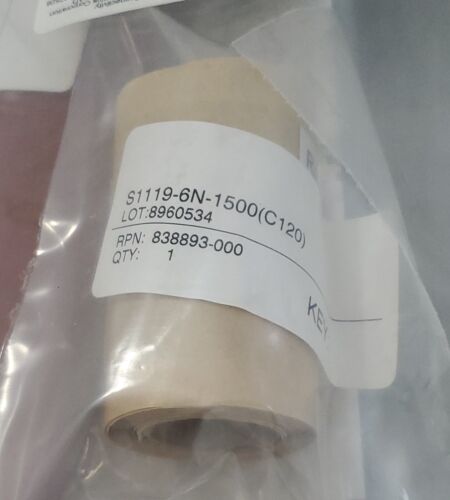 S1119-6N-1500(C120)
LOT:8960534
RPN: 838893-000
QTY: 1
KEY